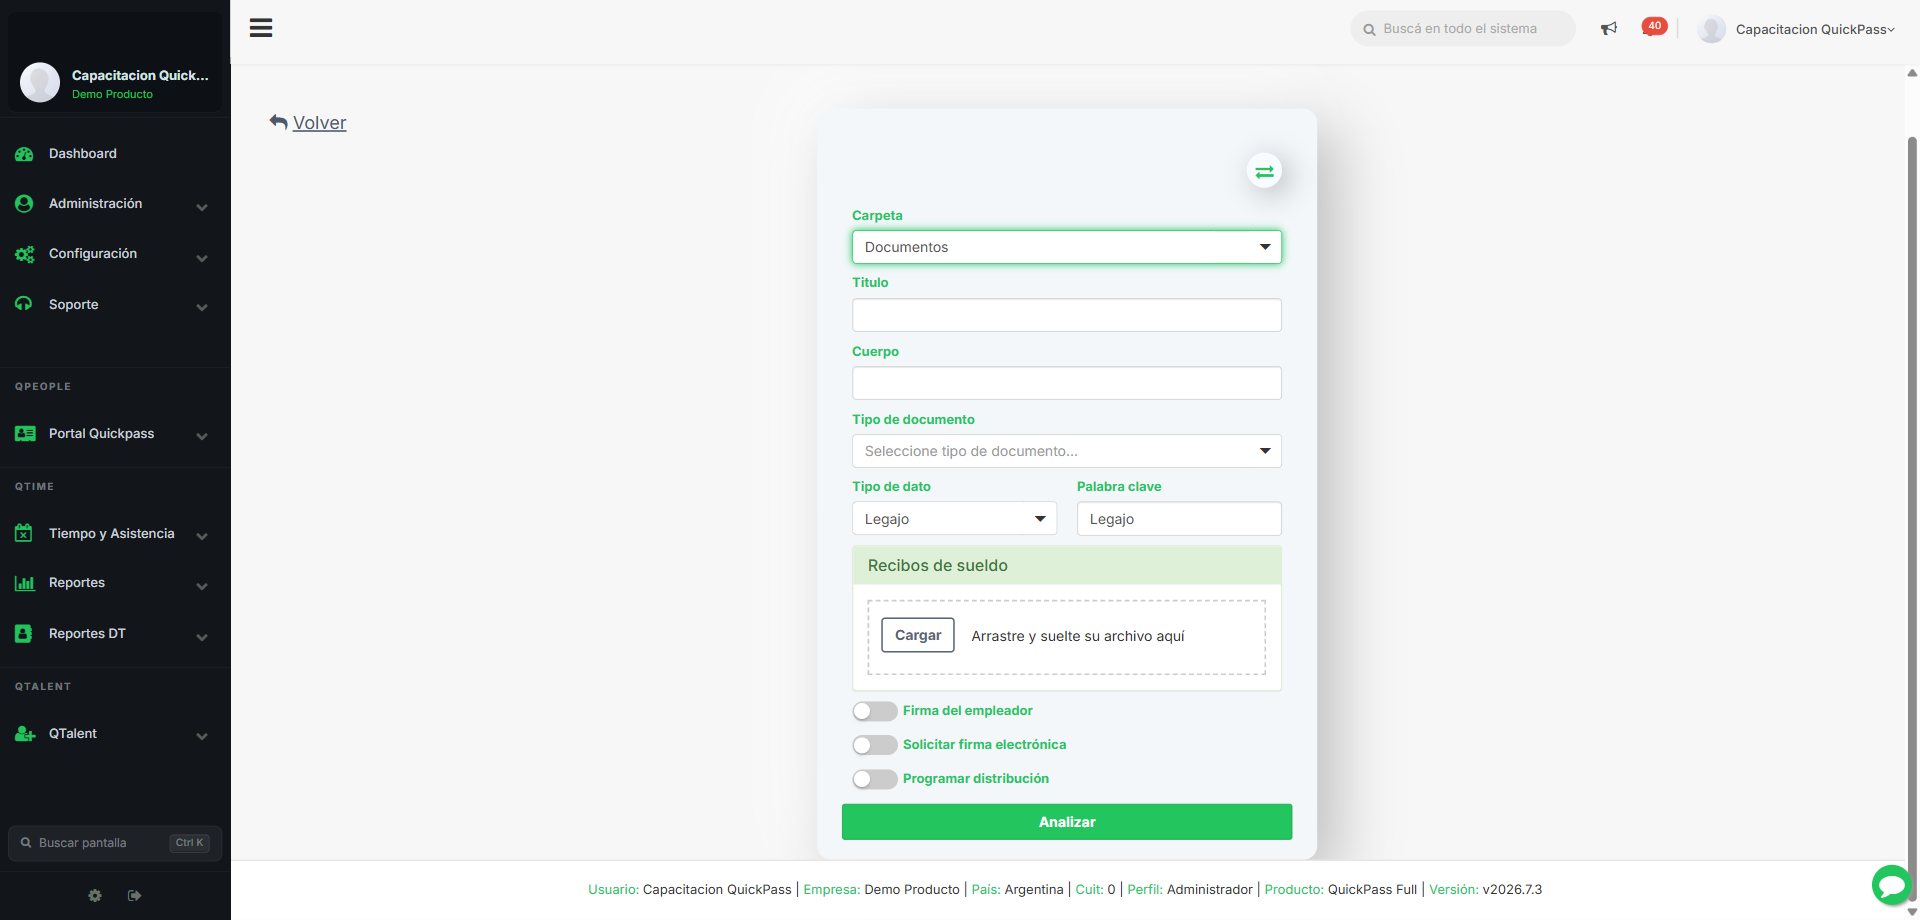 Capacitacion Quick...
Demo Producto
Dashboard
Administración
Configuración
Soporte
QPEOPLE
Portal Quickpass
QTIME
Tiempo y Asistencia
Reportes
Reportes DT
QTALENT
QTalent
Buscar pantalla
Ctrl K
Buscá en todo el sistema
40
Capacitacion QuickPass
Volver
Carpeta
Documentos
Titulo
Cuerpo
Tipo de documento
Seleccione tipo de documento...
Tipo de dato
Palabra clave
Legajo
Legajo
Recibos de sueldo
Cargar
Arrastre y suelte su archivo aquí
Firma del empleador
Solicitar firma electrónica
Programar distribución
Analizar
Usuario: Capacitacion QuickPass | Empresa: Demo Producto | País: Argentina | Cuit: 0 | Perfil: Administrador | Producto: QuickPass Full | Versión: v2026.7.3